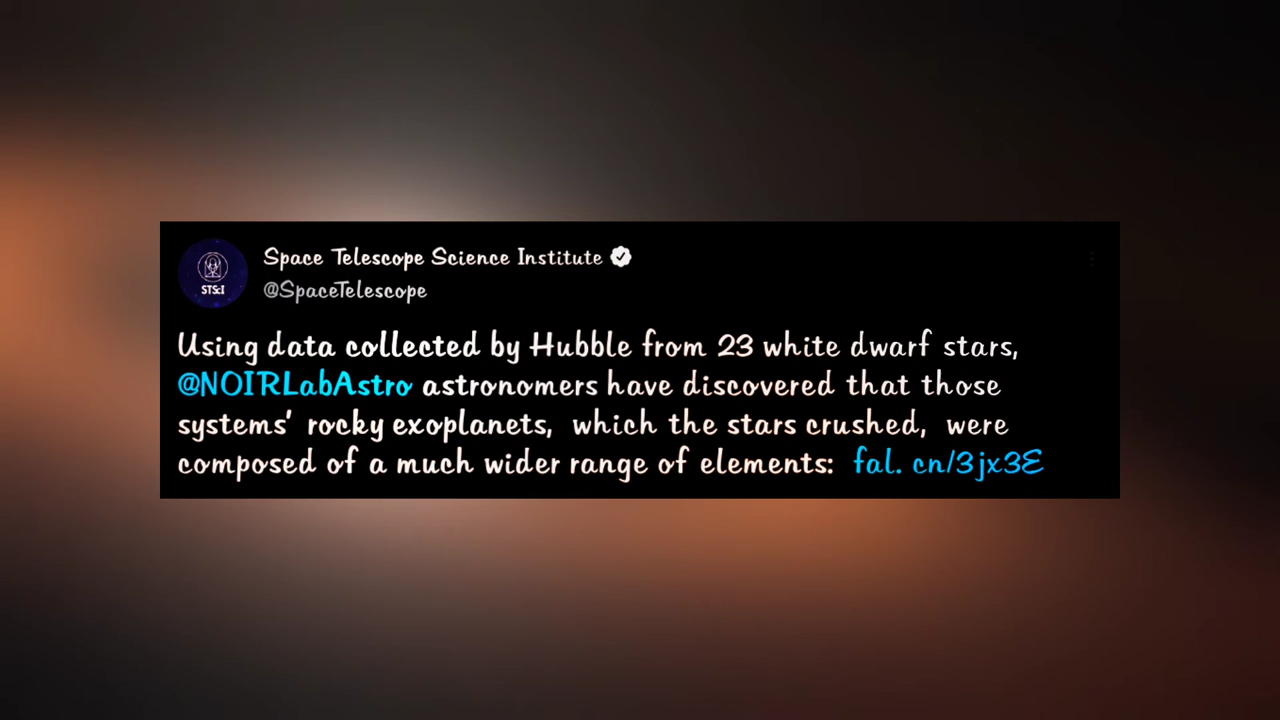 STScI
Space Telescope Science Institute
@SpaceTelescope
Using data collected by Hubble from 23 white dwarf stars,
@NOIRLabAstro astronomers have discovered that those
systems' rocky exoplanets, which the stars crushed, were
composed of a much wider range of elements: fal. cn/3jx3E